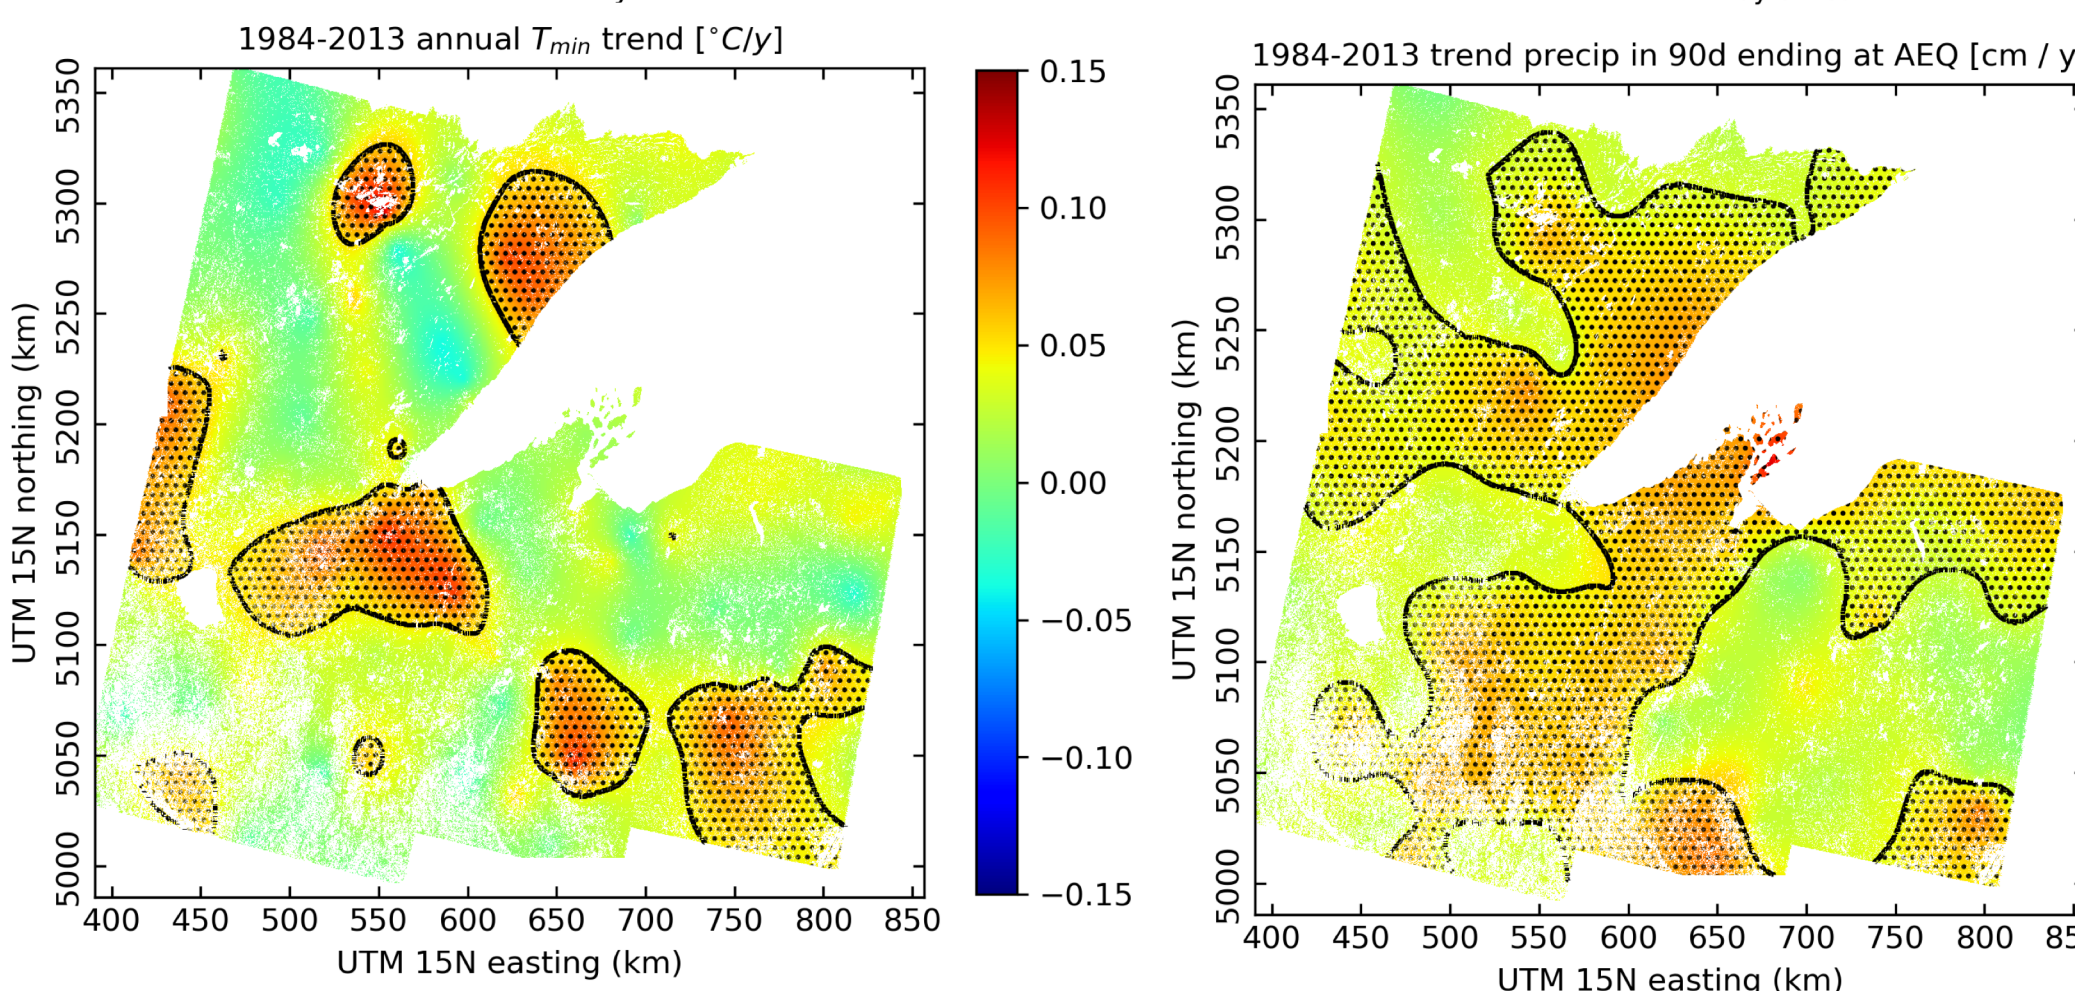 1984-2013 annual Tmin trend [°C/y]
5350
5300
5250
5200
5150
5100
5050
5000
UTM 15N northing (km)
400 450 500 550 600 650 700 750 800 850
UTM 15N easting (km)
0.15
0.10
0.05
0.00
−0.05
−0.10
−0.15
1984-2013 trend precip in 90d ending at AEQ [cm / y
5350
5300
5250
5200
5150
5100
5050
5000
UTM 15N northing (km)
400 450 500 550 600 650 700 750 800 85
UTM 15N easting (km)